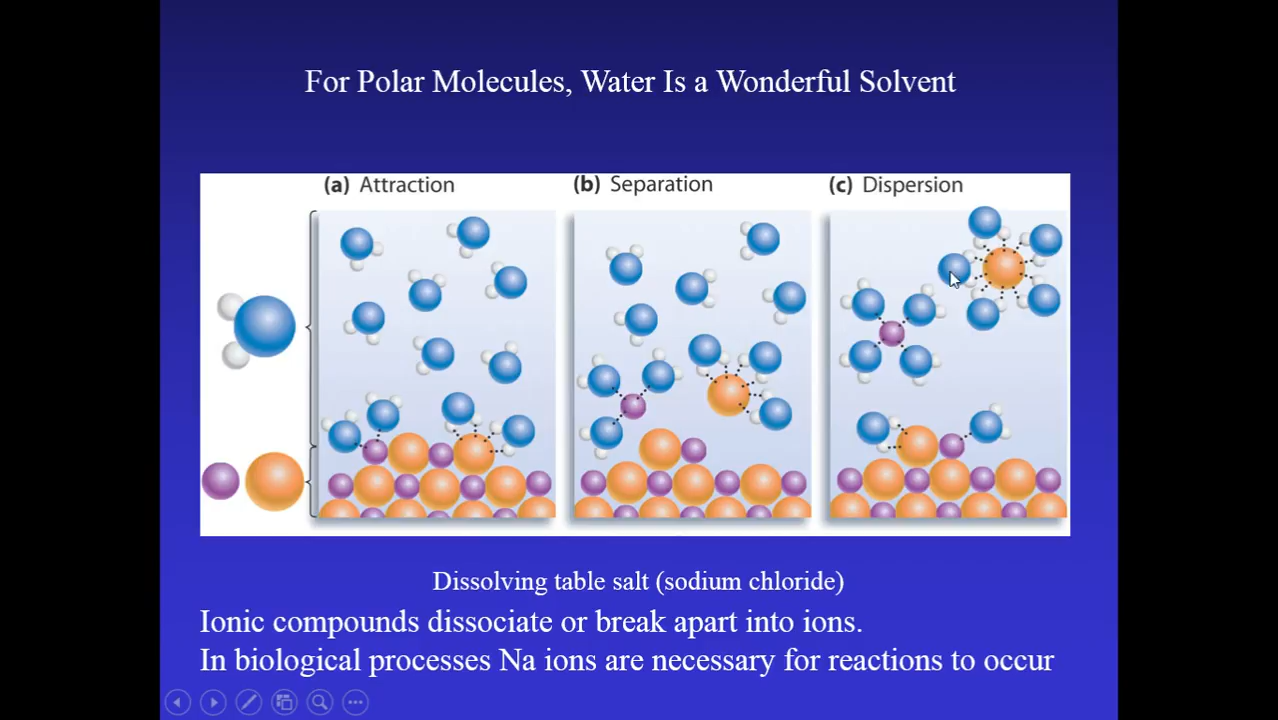 For Polar Molecules, Water Is a Wonderful Solvent
(a) Attraction
(b) Separation
(c) Dispersion
Dissolving table salt (sodium chloride)
Ionic compounds dissociate or break apart into ions.
In biological processes Na ions are necessary for reactions to occur